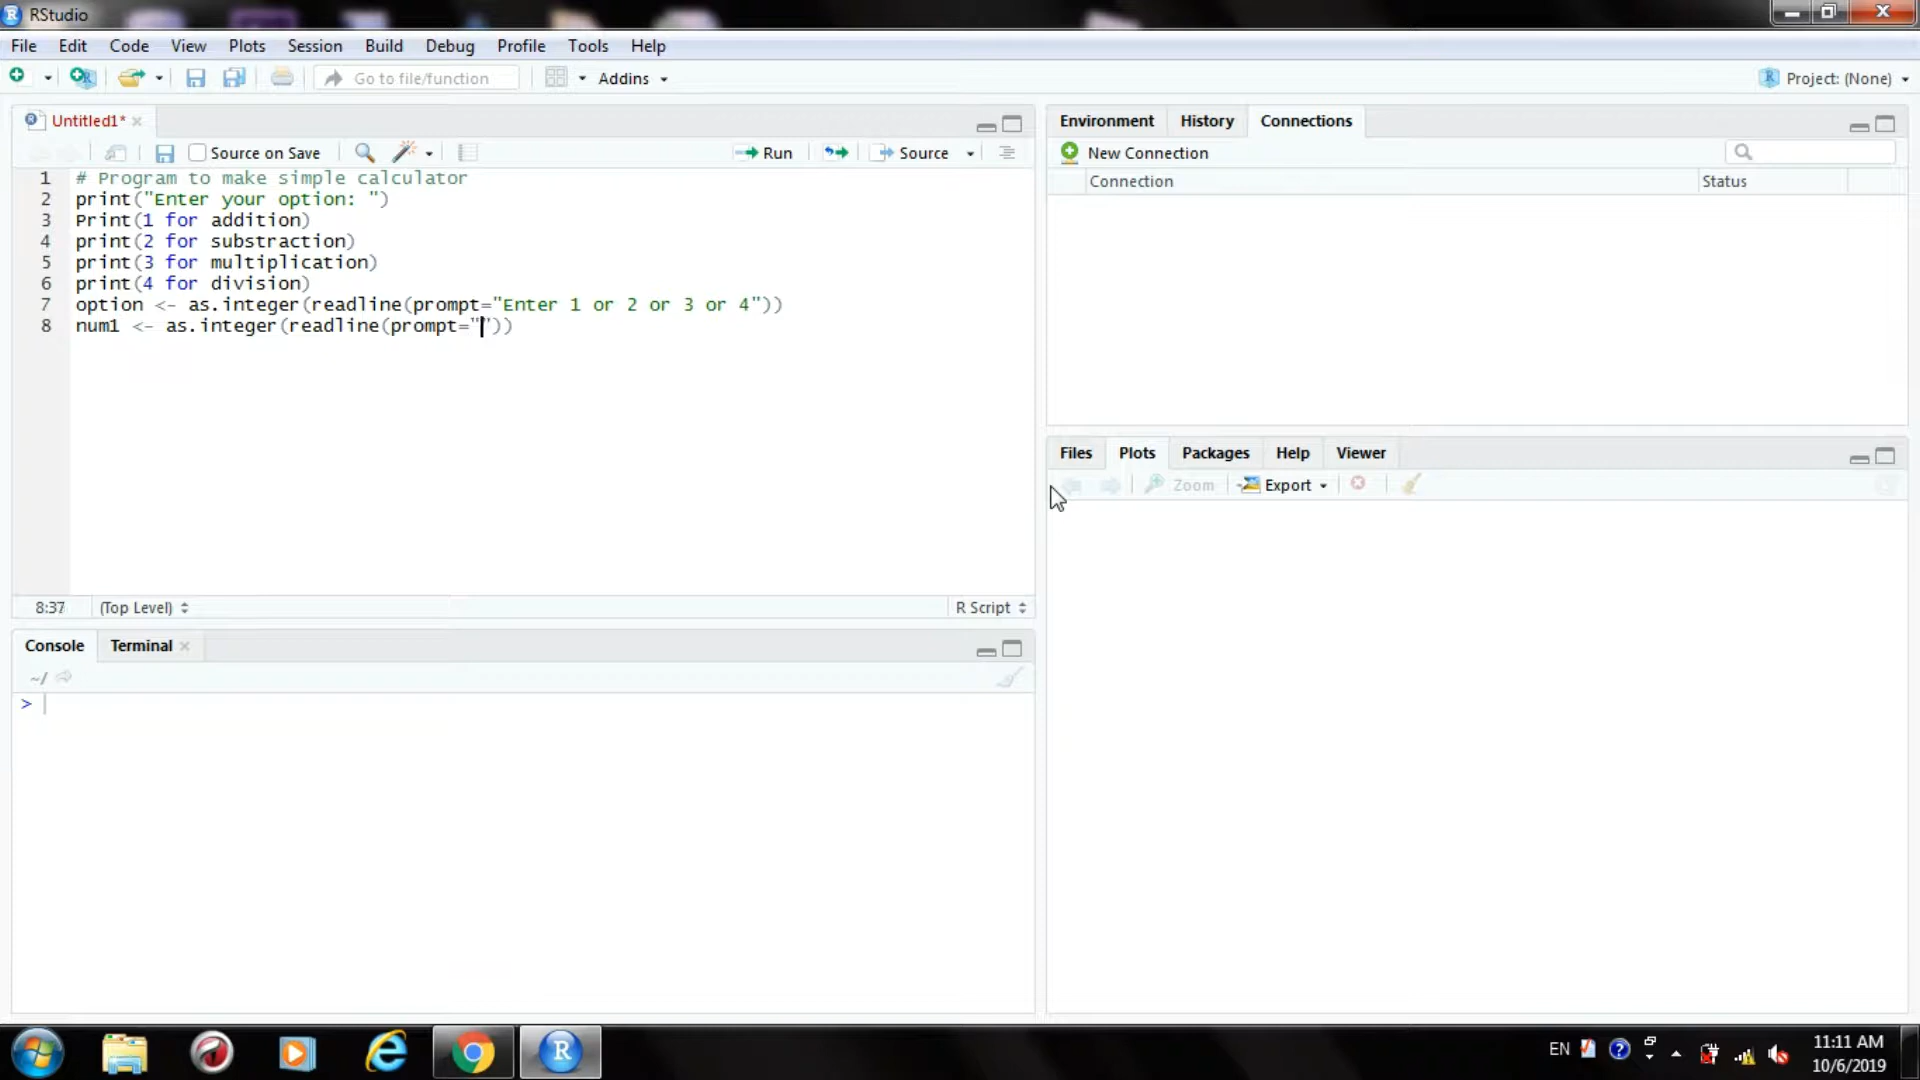 RStudio
File Edit Code View Plots Session Build Debug Profile Tools Help
Go to file/function Addins Project: (None)
Untitled1* Environment History Connections
Source on Save Run Source New Connection
Connection Status
1 # Program to make simple calculator
2 print("Enter your option: ")
3 Print(1 for addition)
4 print(2 for substraction)
5 print(3 for multiplication)
6 print(4 for division)
7 option <- as.integer(readline(prompt="Enter 1 or 2 or 3 or 4"))
8 num1 <- as.integer(readline(prompt=""))
Files Plots Packages Help Viewer
Zoom Export
8:37 (Top Level) R Script
Console Terminal
~/
>
EN 11:11 AM
10/6/2019